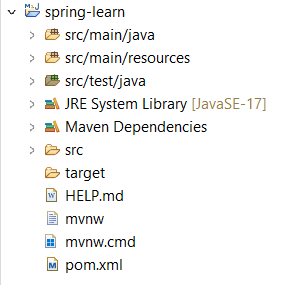 spring-learn
src/main/java
src/main/resources
src/test/java
JRE System Library [JavaSE-17]
Maven Dependencies
src
target
HELP.md
mvnw
mvnw.cmd
pom.xml